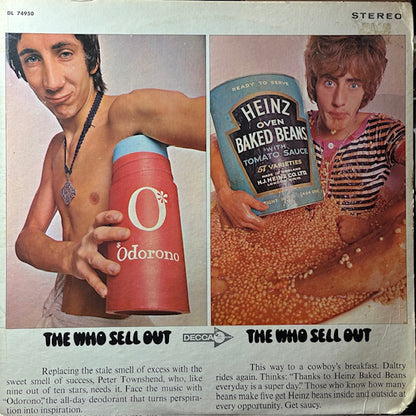 DL 74950
STEREO
O*
$Odorono
READY TO SERVE
HEINZ
OVEN
BAKED BEANS
WITH
TOMATO SAUCE
57 VARIETIES
MADE IN ENGLAND
H.J. HEINZ CO. LTD
THE WHO SELL OUT
DECCA
THE WHO SELL OUT
Replacing the stale smell of excess with the
sweet smell of success, Peter Townshend, who, like
nine out of ten stars, needs it. Face the music with
"Odorono," the all-day deodorant that turns perspira-
tion into inspiration.
This way to a cowboy's breakfast. Daltry
rides again. Thinks: "Thanks to Heinz Baked Beans
everyday is a super day." Those who know how many
beans make five get Heinz beans inside and outside at
every opportunity. Get saucy.